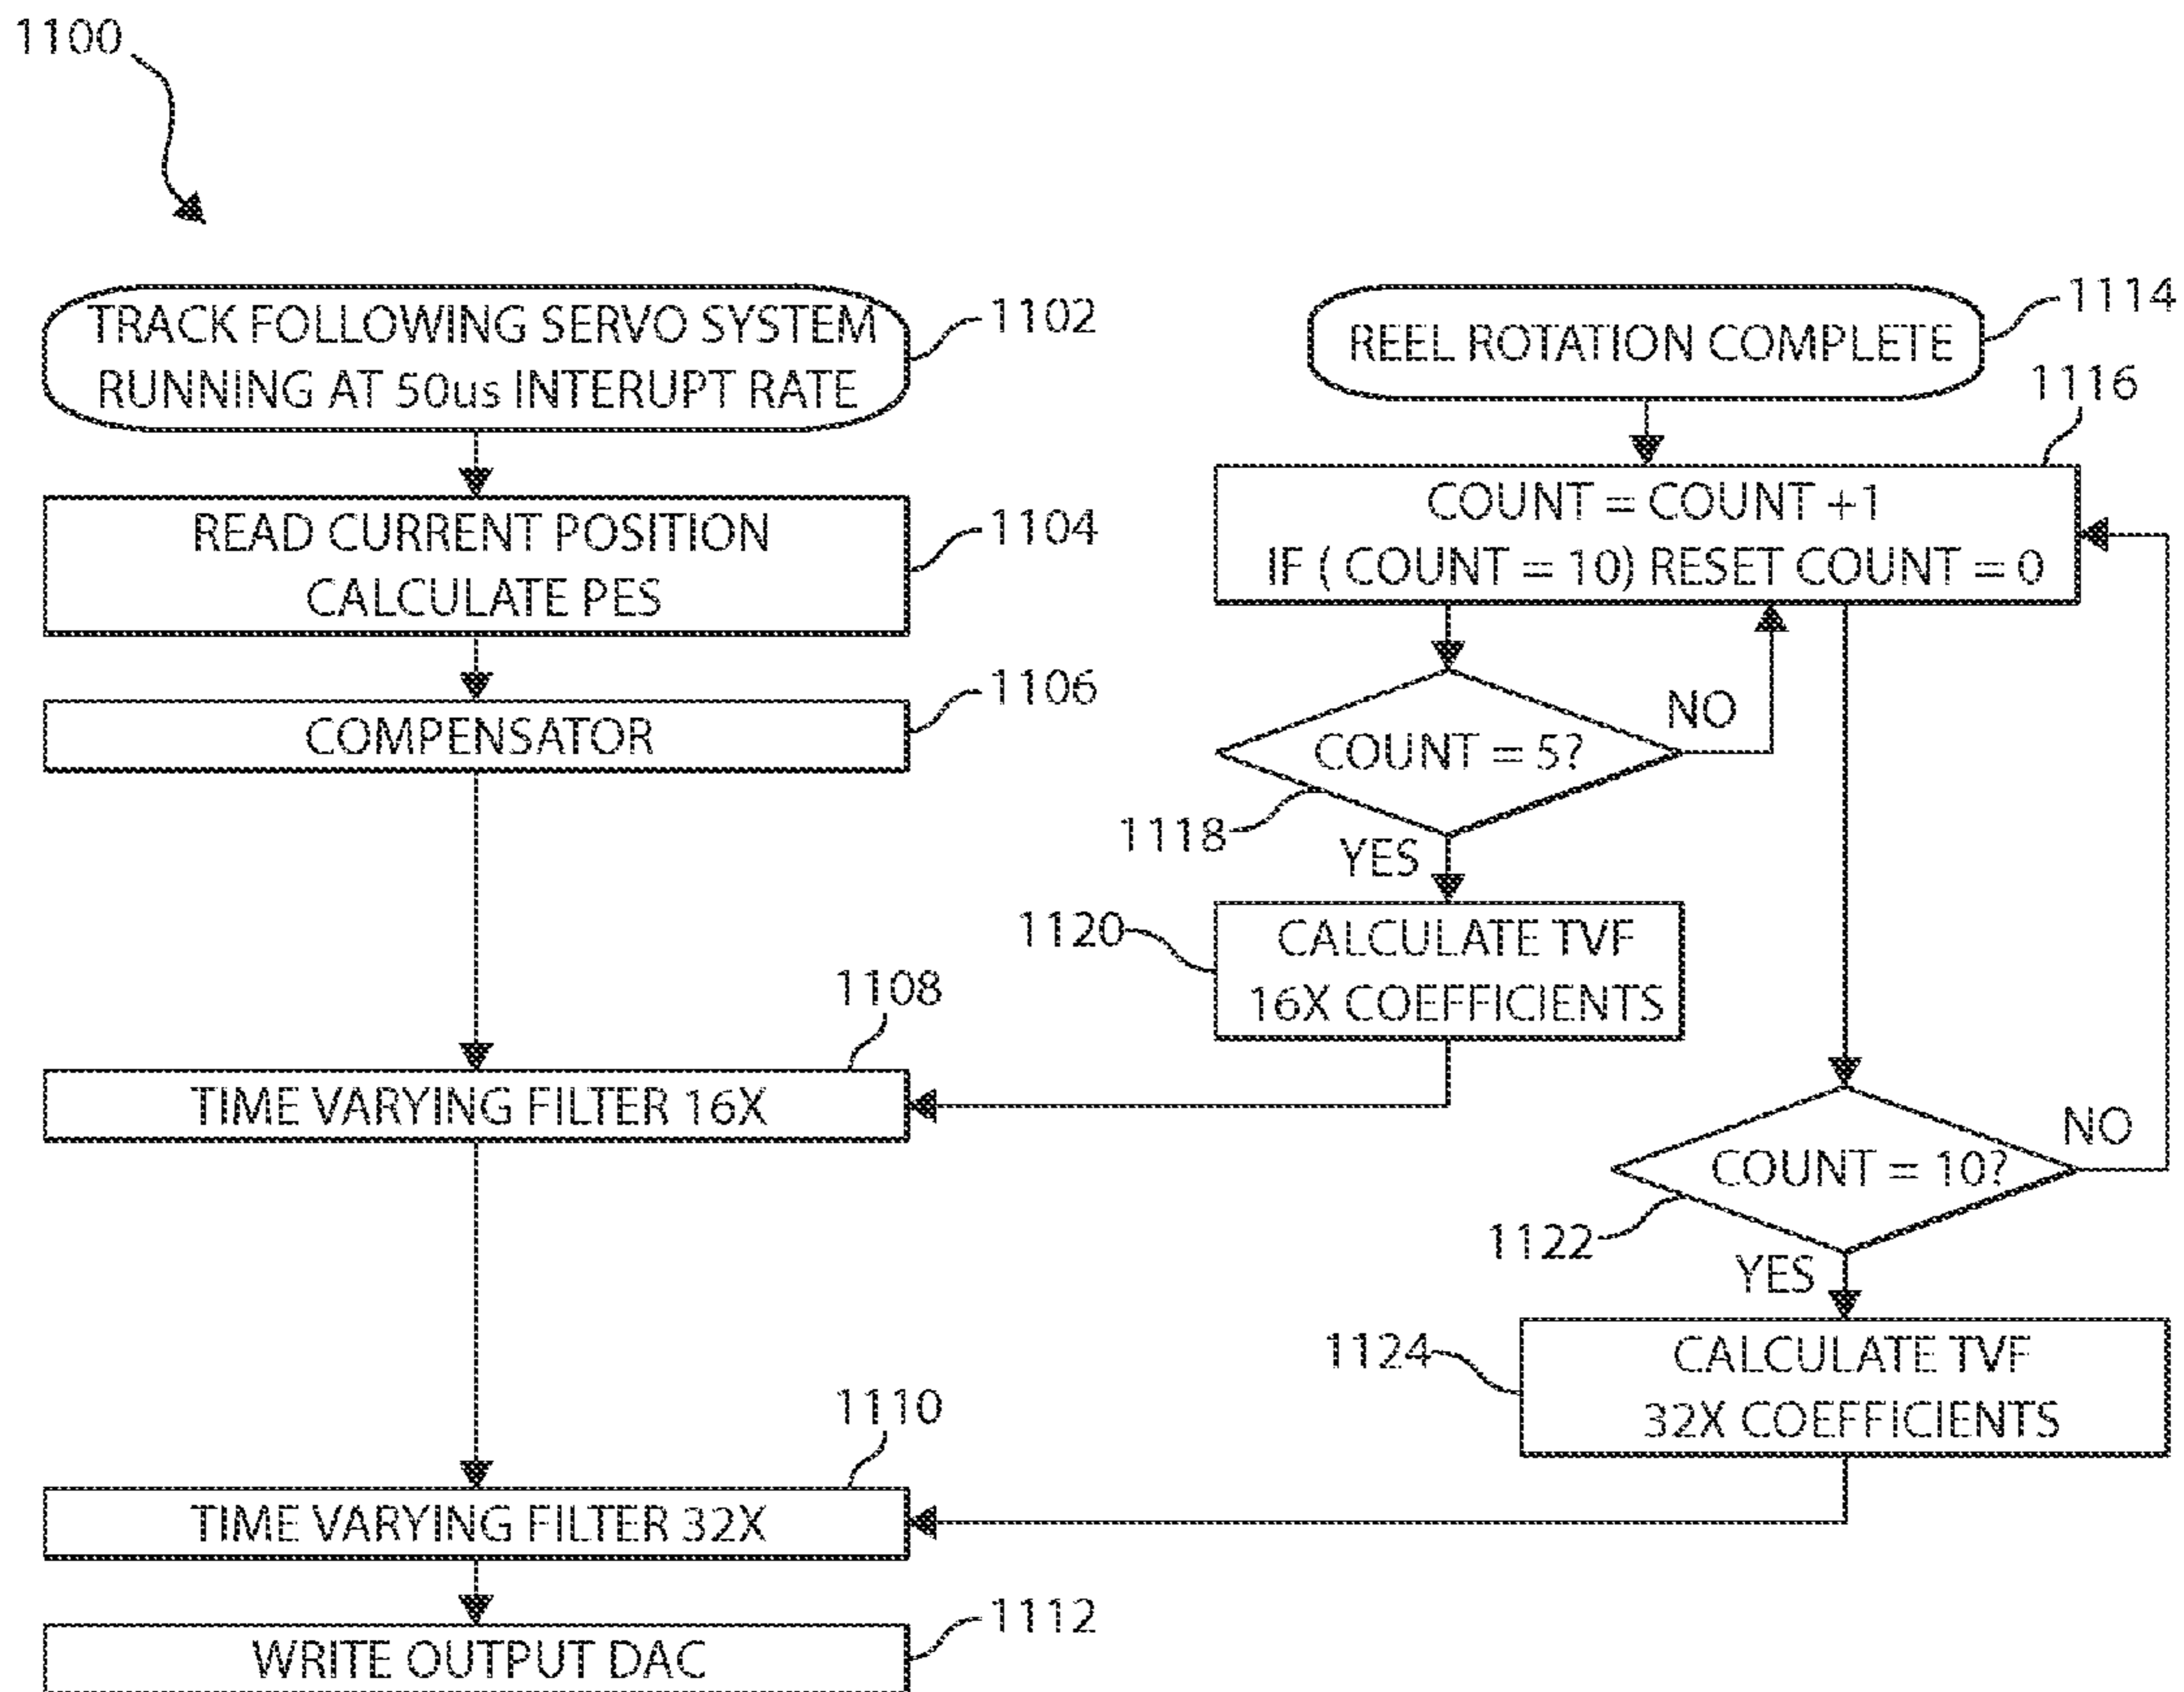 1100
TRACK FOLLOWING SERVO SYSTEM
RUNNING AT 50us INTERUPT RATE
1102
READ CURRENT POSITION
CALCULATE PES
1104
COMPENSATOR
1106
1108
TIME VARYING FILTER 16X
1110
TIME VARYING FILTER 32X
WRITE OUTPUT DAC
1112
REEL ROTATION COMPLETE
1114
1116
COUNT = COUNT +1
IF ( COUNT = 10) RESET COUNT = 0
COUNT = 5?
NO
1118
YES
1120
CALCULATE TVF
16X COEFFICIENTS
COUNT = 10?
NO
1122
YES
1124
CALCULATE TVF
32X COEFFICIENTS